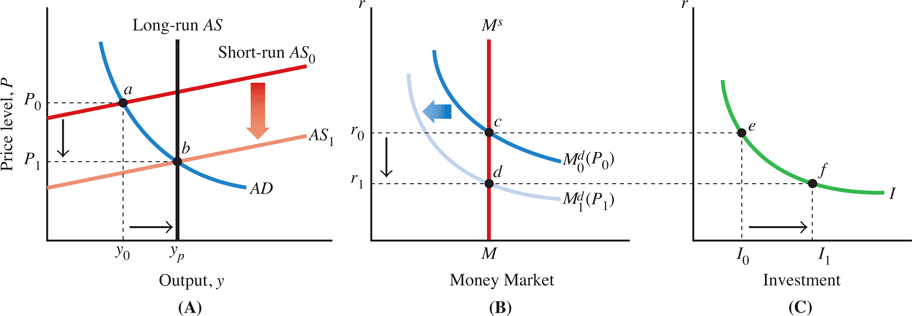 Price level, P
Long-run AS
Short-run AS₀
P₀
a
AS₁
P₁
b
AD
y₀
yₚ
Output, y
(A)
r
Mˢ
r₀
c
M₀ᵈ(P₀)
r₁
d
M₁ᵈ(P₁)
M
Money Market
(B)
r
e
f
I
I₀
I₁
Investment
(C)